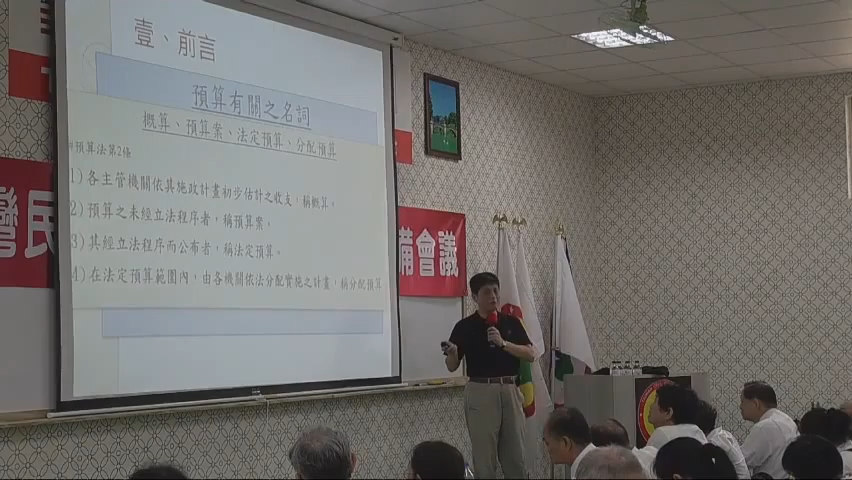 壹、前言
預算有關之名詞
概算、預算案、法定預算、分配預算
#預算法第2條
1)各主管機關依其施政計畫初步估計之收支，稱概算。
2)預算之未經立法程序者，稱預算案。
3)其經立法程序而公布者，稱法定預算。
4)在法定預算範圍內，由各機關依法分配實施之計畫，稱分配預算
灣民
備會議